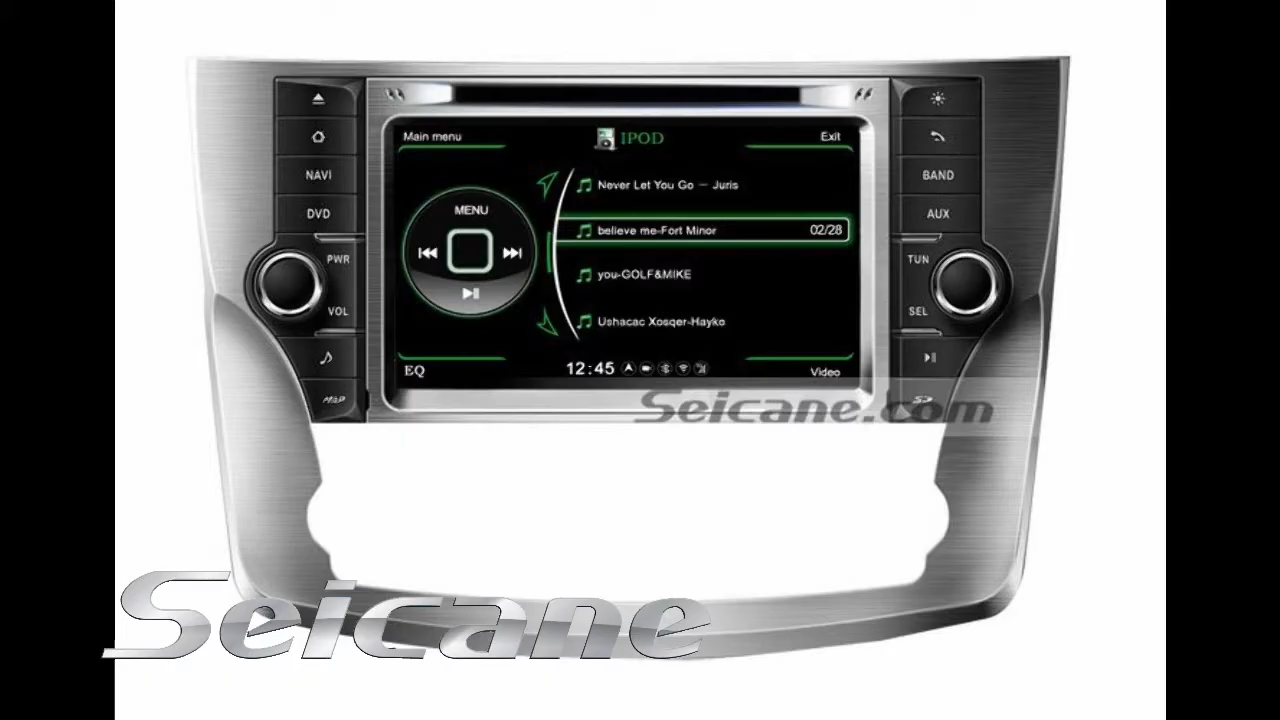 Main menu
IPOD
Exit
NAVI
DVD
PWR
VOL
MENU
Never Let You Go — Juris
believe me-Fort Minor
02/28
you-GOLF&MIKE
Ushacac Xosqer-Hayko
EQ
12:45
Video
BAND
AUX
TUN
SEL
Seicane.com
Seicane